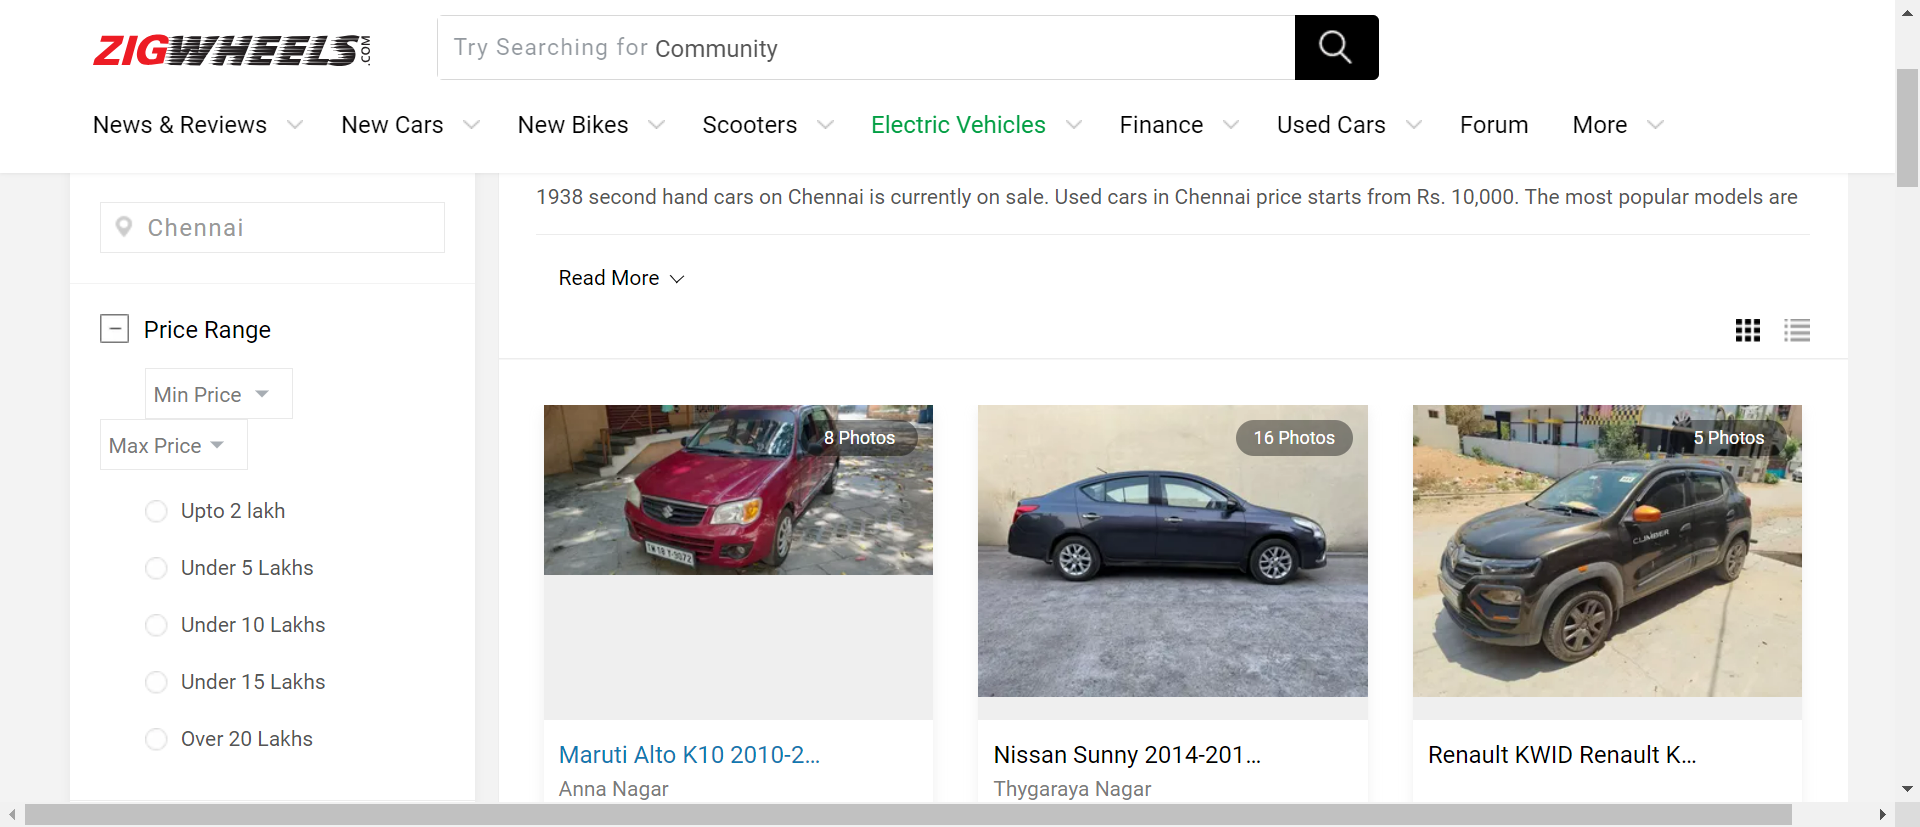 ZIGWHEELS.COM
Try Searching for Community
News & Reviews
New Cars
New Bikes
Scooters
Electric Vehicles
Finance
Used Cars
Forum
More
Chennai
Price Range
Min Price
Max Price
Upto 2 lakh
Under 5 Lakhs
Under 10 Lakhs
Under 15 Lakhs
Over 20 Lakhs
1938 second hand cars on Chennai is currently on sale. Used cars in Chennai price starts from Rs. 10,000. The most popular models are
Read More
8 Photos
16 Photos
5 Photos
CLIMBER
Maruti Alto K10 2010-2...
Anna Nagar
Nissan Sunny 2014-201...
Thygaraya Nagar
Renault KWID Renault K...